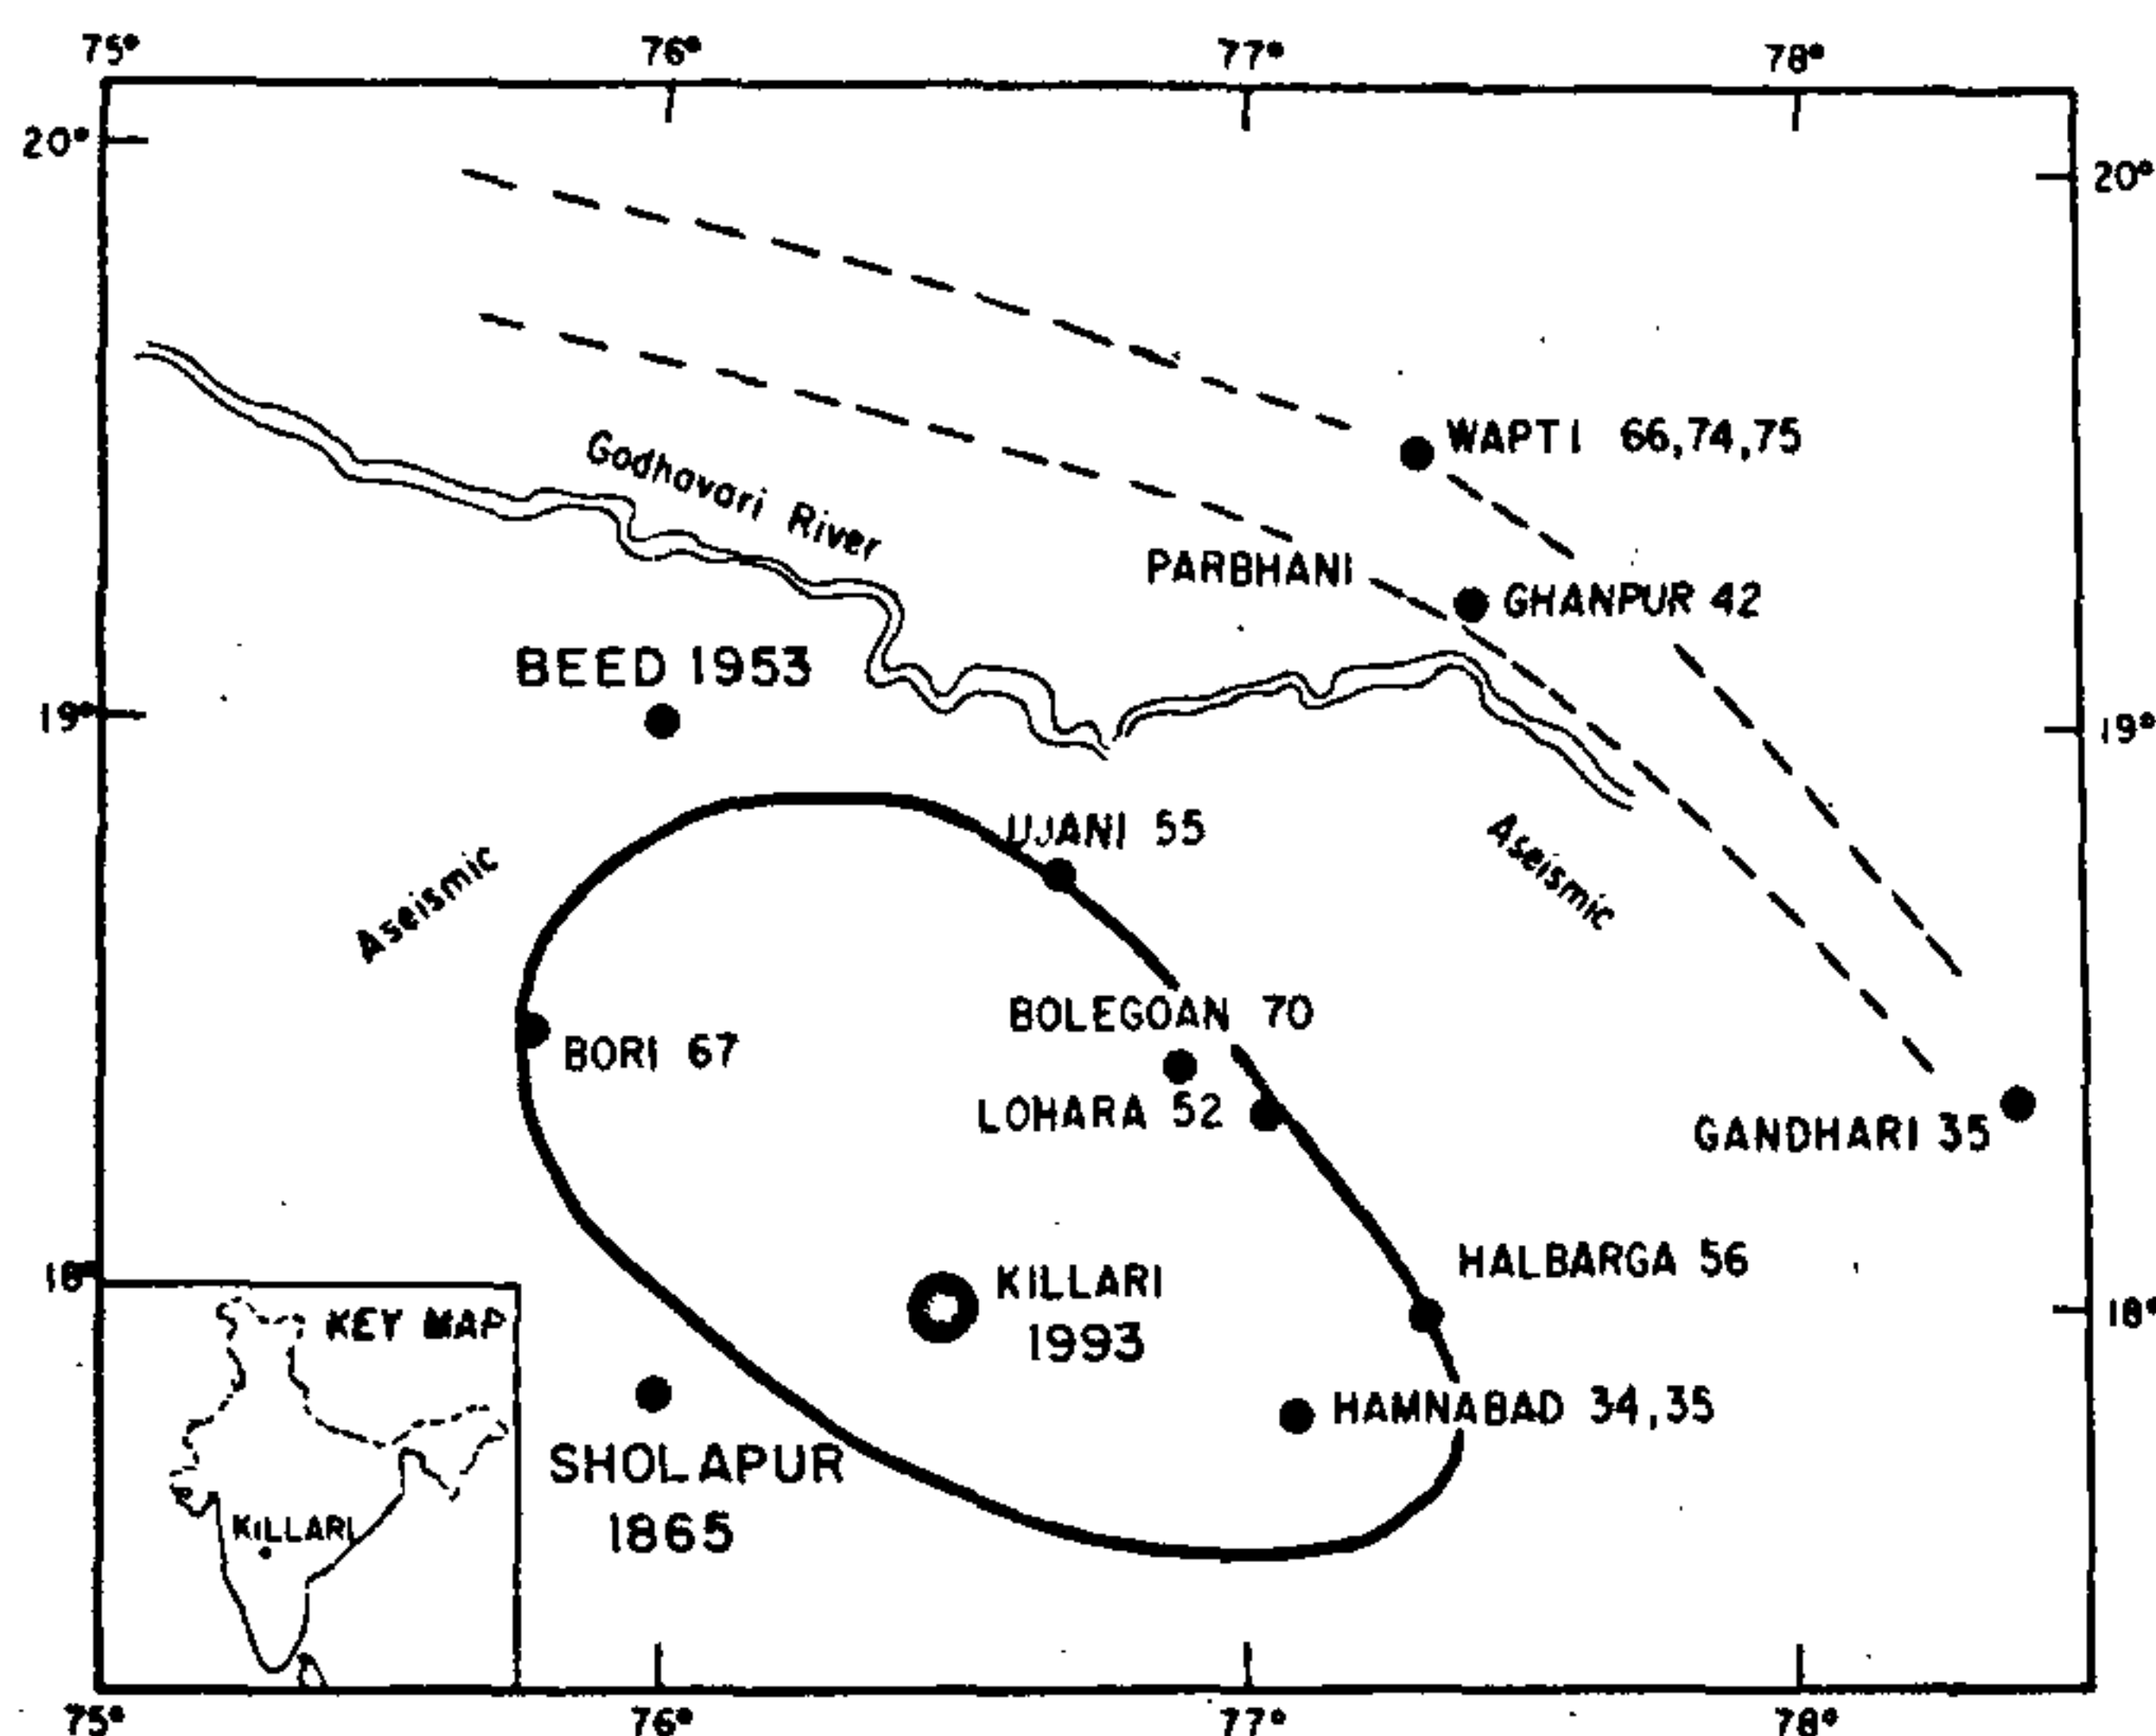 75° 76° 77° 78°
20° 20°
WAPTI 66,74,75
Godhavari River
PARBHANI
GHANPUR 42
BEED 1953
19° 19°
UJANI 55
Aseismic
Aseismic
BOLEGOAN 70
BORI 67
LOHARA 52
GANDHARI 35
HALBARGA 56
18° 18°
KILLARI
1993
KEY MAP
HAMNABAD 34,35
SHOLAPUR
1865
KILLARI
75° 76° 77° 78°